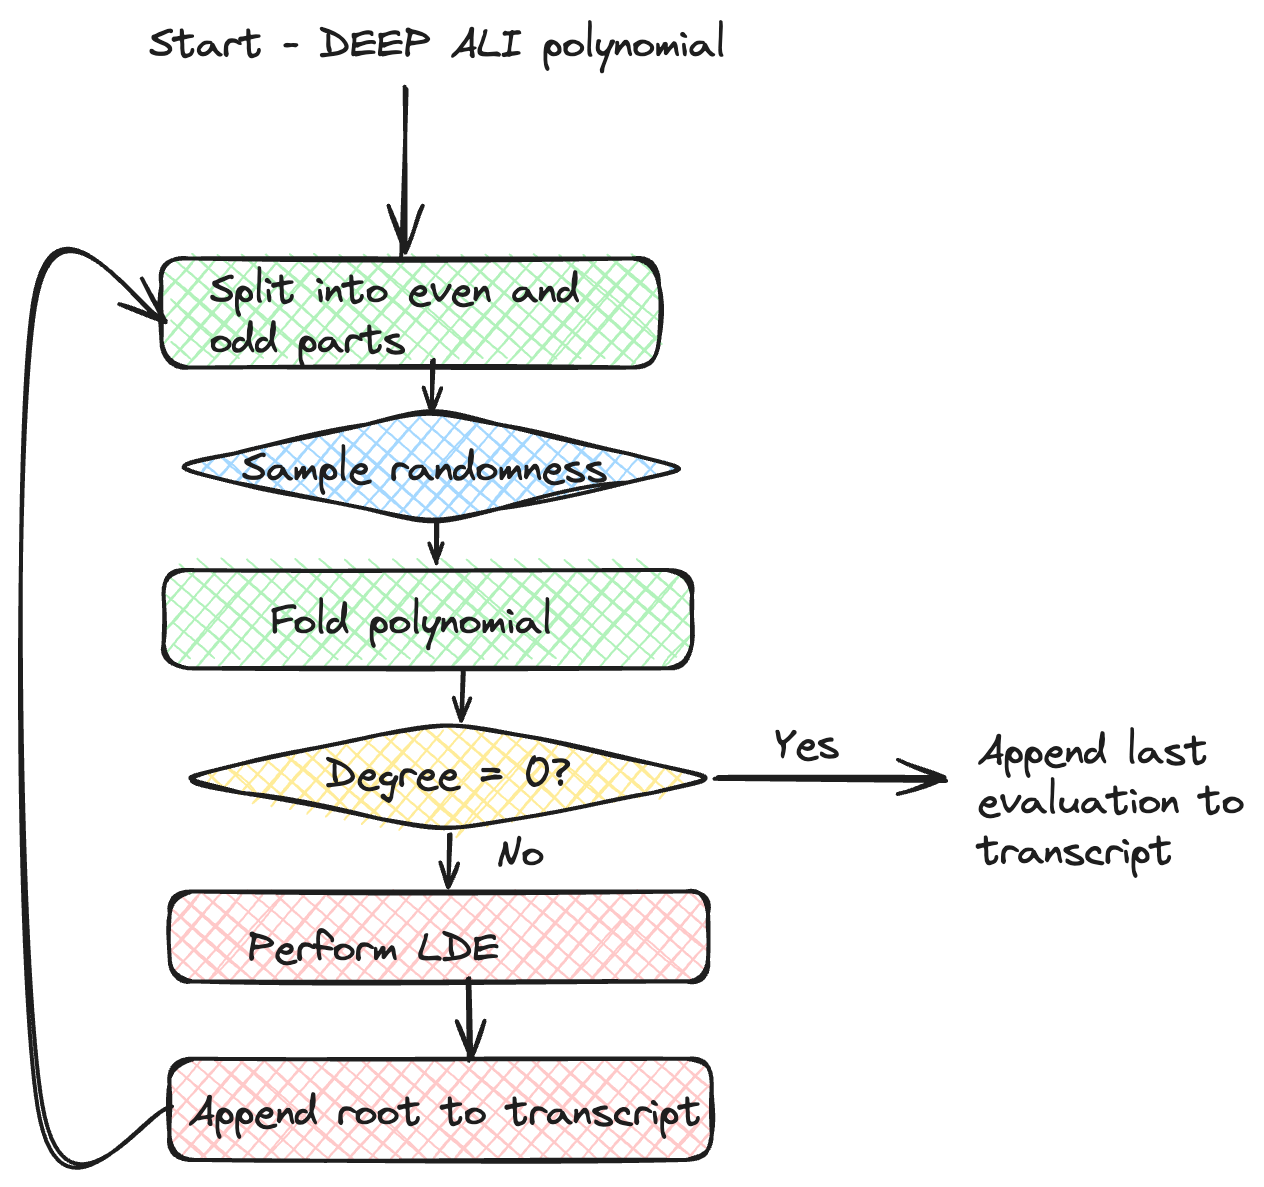 Start - DEEP ALI polynomial
Split into even and
odd parts
Sample randomness
Fold polynomial
Degree = 0?
Yes
Append last
evaluation to
transcript
No
Perform LDE
Append root to transcript